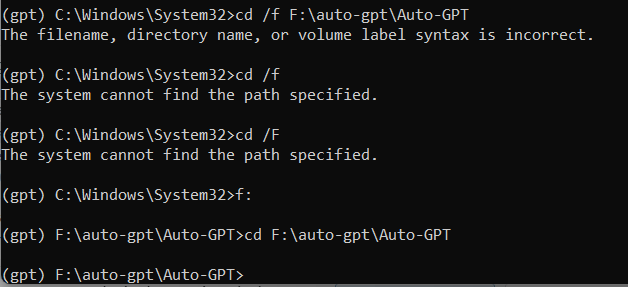 (gpt) C:\Windows\System32>cd /f F:\auto-gpt\Auto-GPT
The filename, directory name, or volume label syntax is incorrect.
(gpt) C:\Windows\System32>cd /f
The system cannot find the path specified.
(gpt) C:\Windows\System32>cd /F
The system cannot find the path specified.
(gpt) C:\Windows\System32>f:
(gpt) F:\auto-gpt\Auto-GPT>cd F:\auto-gpt\Auto-GPT
(gpt) F:\auto-gpt\Auto-GPT>